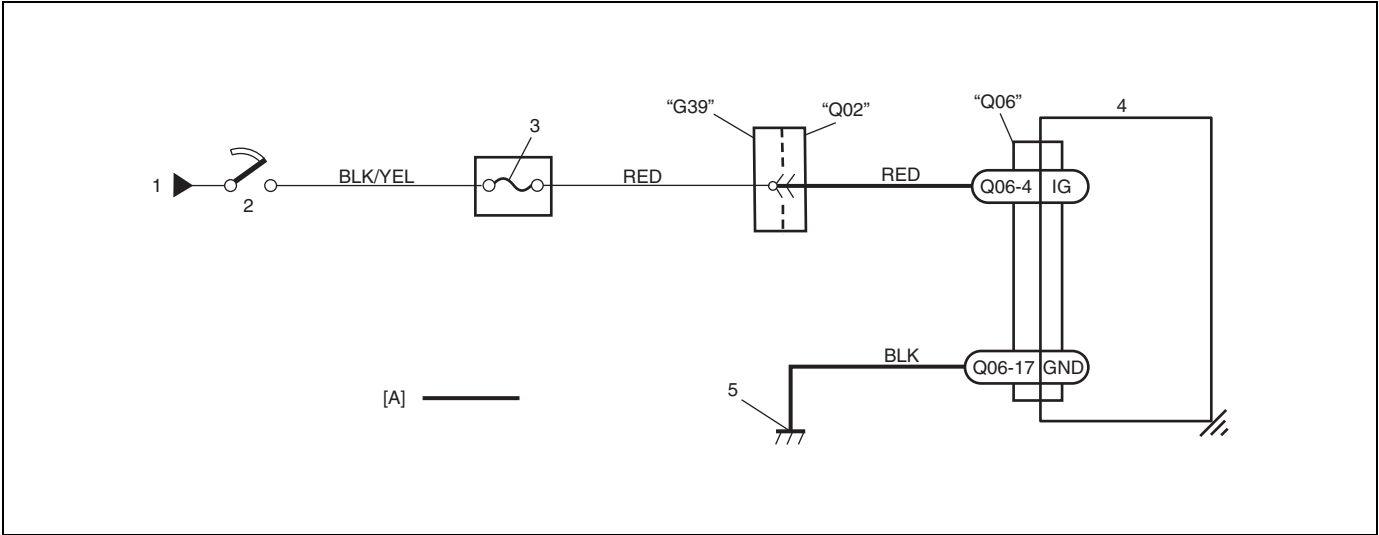 “G39” “Q02” “Q06” 4
3
1 BLK/YEL RED RED Q06-4 IG
2
BLK Q06-17 GND
5
[A]